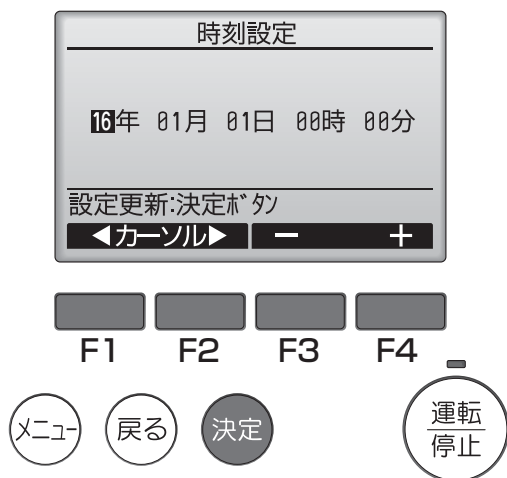 時刻設定
16年 01月 01日 00時 00分
設定更新:決定ボタン
◀カーソル▶ − +
F1 F2 F3 F4
メニュー 戻る 決定 運転
停止